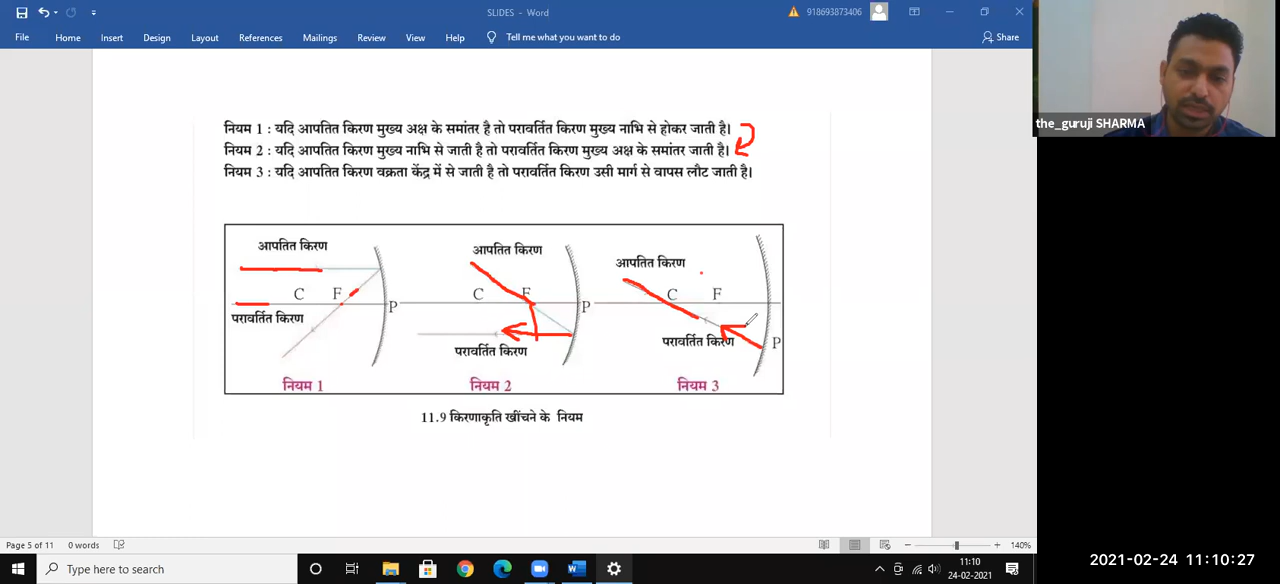 SLIDES - Word
918693873406
File Home Insert Design Layout References Mailings Review View Help Tell me what you want to do Share
the_guruji SHARMA
नियम 1 : यदि आपतित किरण मुख्य अक्ष के समांतर है तो परावर्तित किरण मुख्य नाभि से होकर जाती है।
नियम 2 : यदि आपतित किरण मुख्य नाभि से जाती है तो परावर्तित किरण मुख्य अक्ष के समांतर जाती है।
नियम 3 : यदि आपतित किरण वक्रता केंद्र में से जाती है तो परावर्तित किरण उसी मार्ग से वापस लौट जाती है।
आपतित किरण
C F P
परावर्तित किरण
नियम 1
आपतित किरण
C F P
परावर्तित किरण
नियम 2
आपतित किरण
C F
परावर्तित किरण P
नियम 3
11.9 किरणाकृति खींचने के नियम
Page 5 of 11 0 words 140%
Type here to search
11:10
24-02-2021
2021-02-24 11:10:27